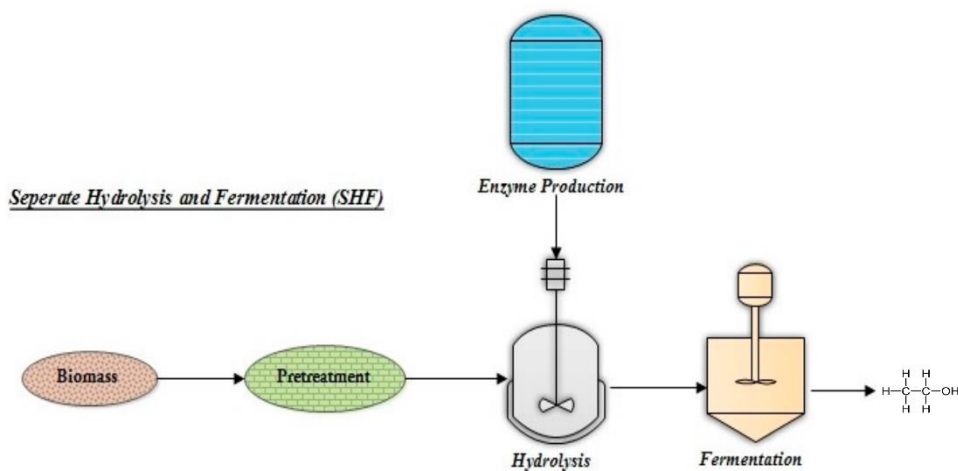 Enzyme Production
Seperate Hydrolysis and Fermentation (SHF)
Biomass
Pretreatment
Hydrolysis
Fermentation
H H
H-C-C-OH
H H